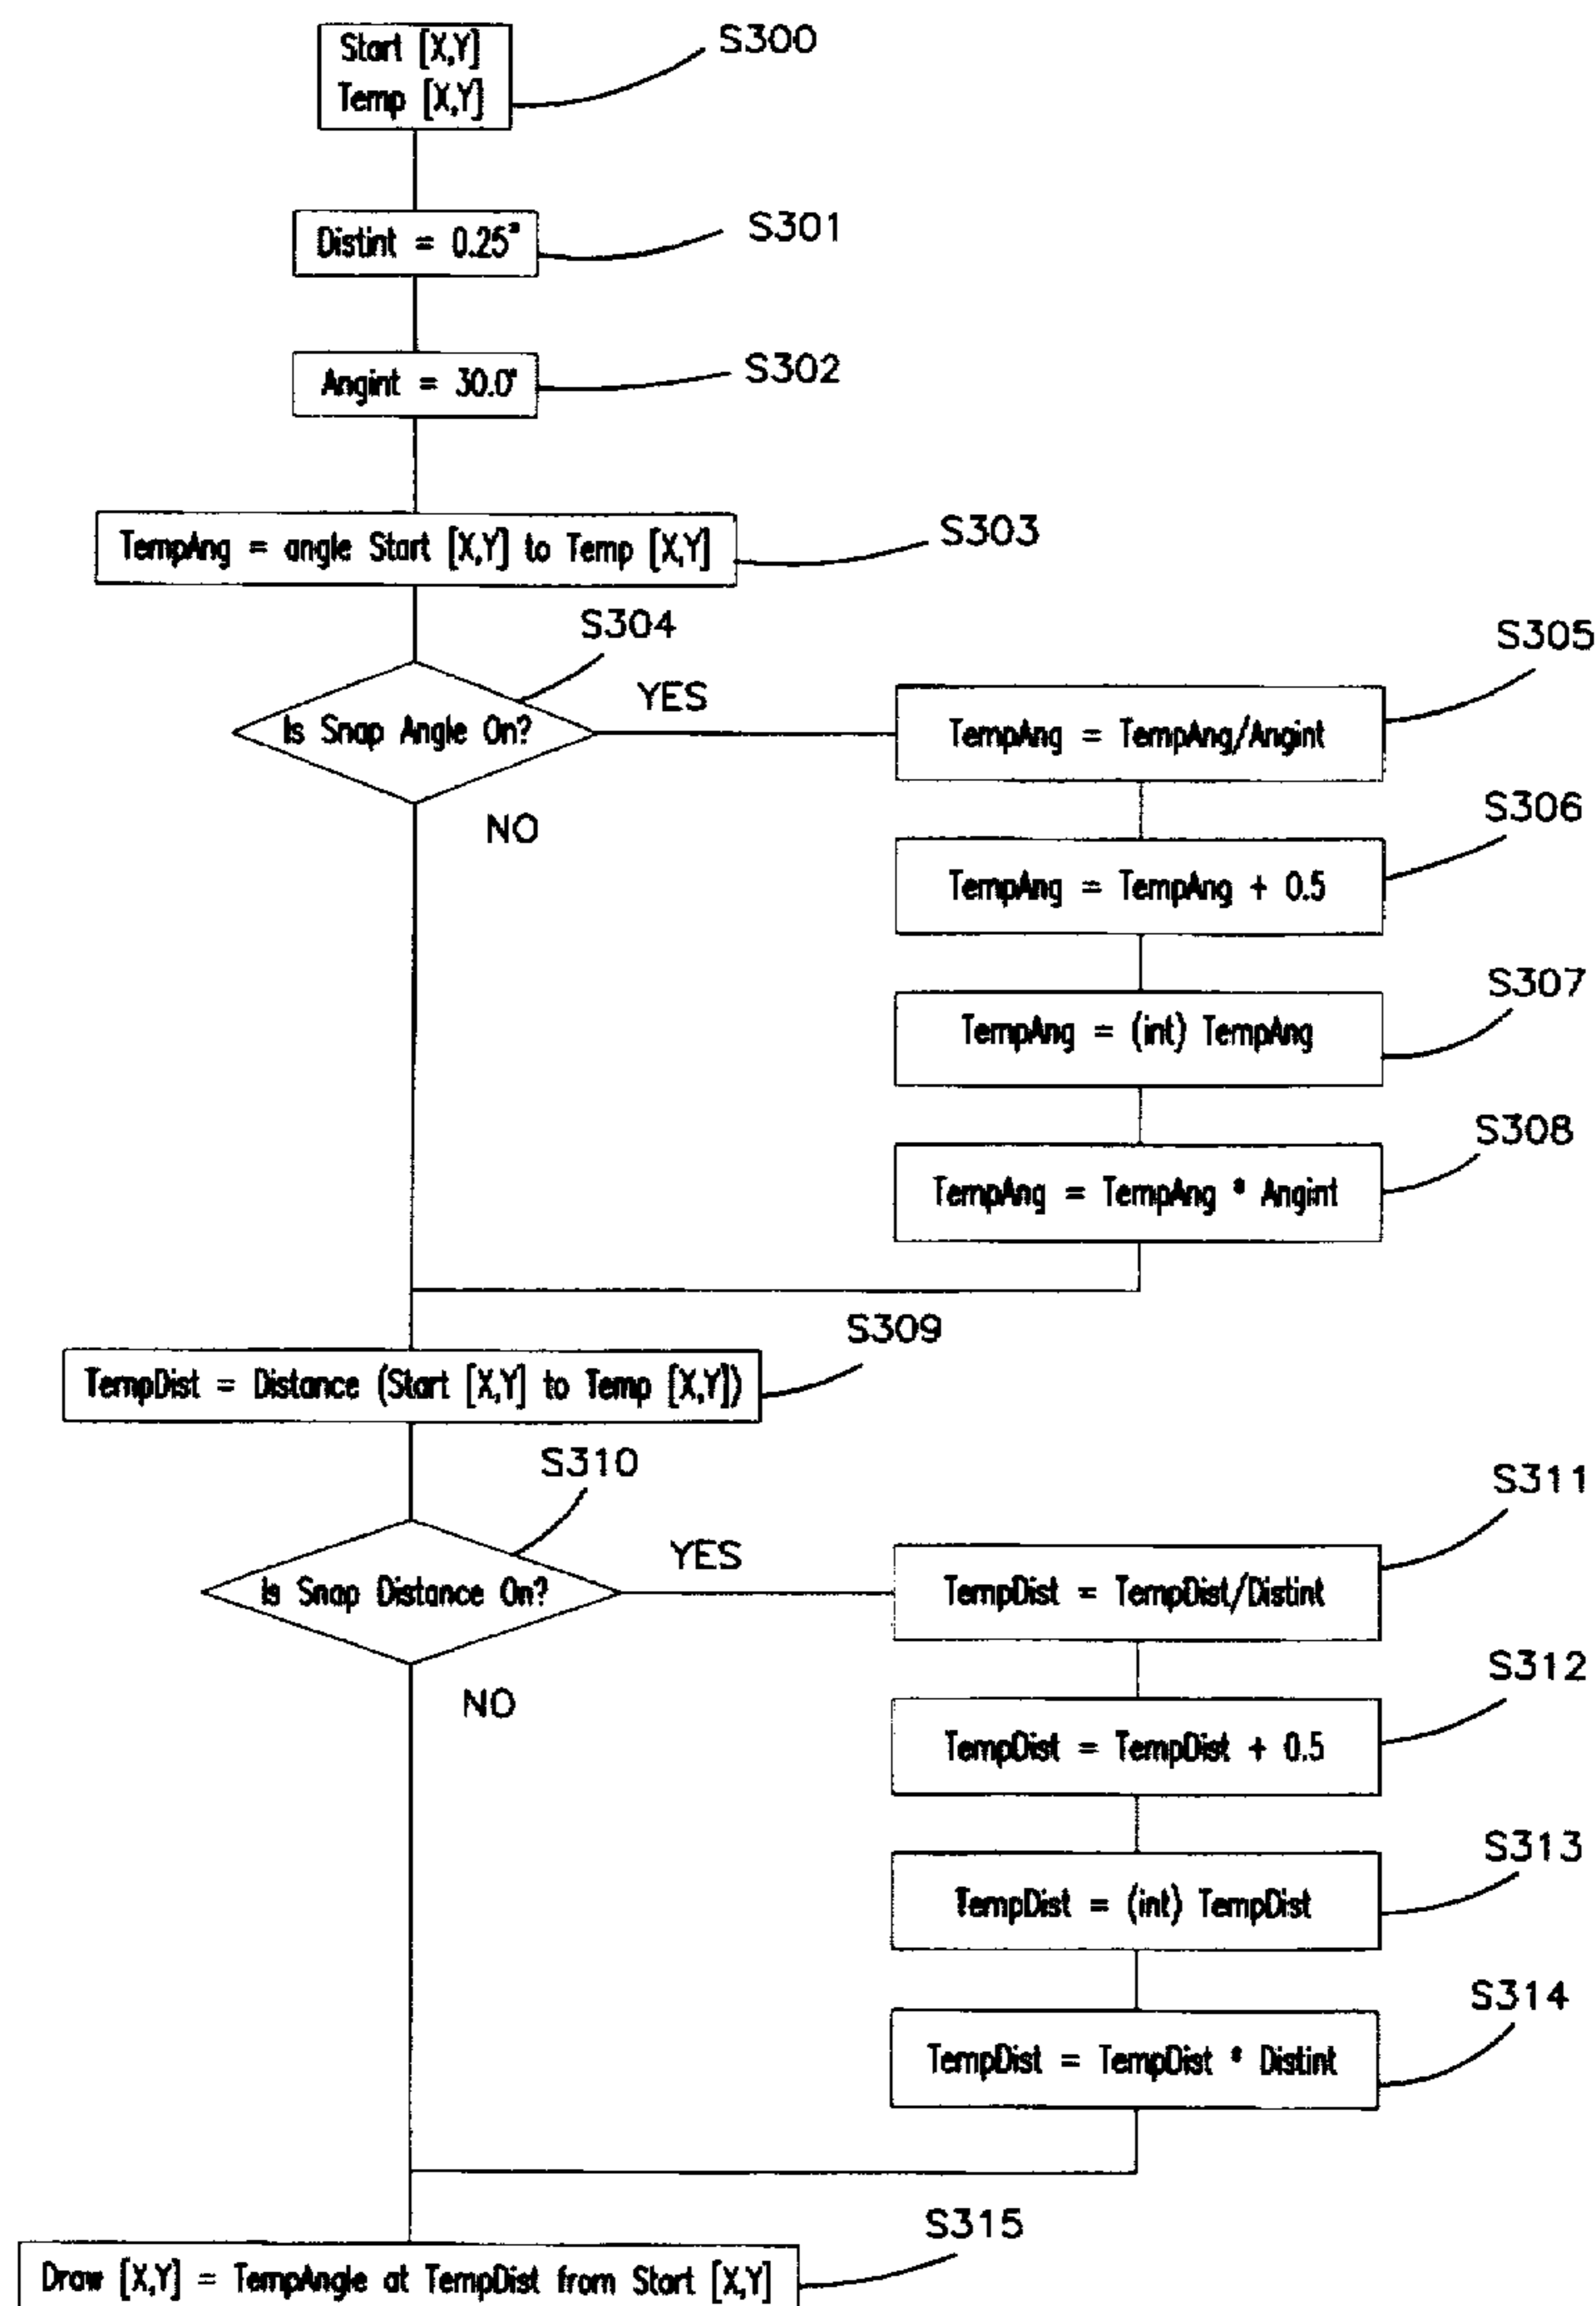 Start [X,Y]
Temp [X,Y]
S300
Distint = 0.25"
S301
Angint = 30.0°
S302
TempAng = angle Start [X,Y] to Temp [X,Y]
S303
S304
Is Snap Angle On?
YES
NO
S305
TempAng = TempAng/Angint
S306
TempAng = TempAng + 0.5
S307
TempAng = (int) TempAng
S308
TempAng = TempAng * Angint
S309
TempDist = Distance (Start [X,Y] to Temp [X,Y])
S310
Is Snap Distance On?
YES
NO
S311
TempDist = TempDist/Distint
S312
TempDist = TempDist + 0.5
S313
TempDist = (int) TempDist
S314
TempDist = TempDist * Distint
S315
Draw [X,Y] = TempAngle at TempDist from Start [X,Y]